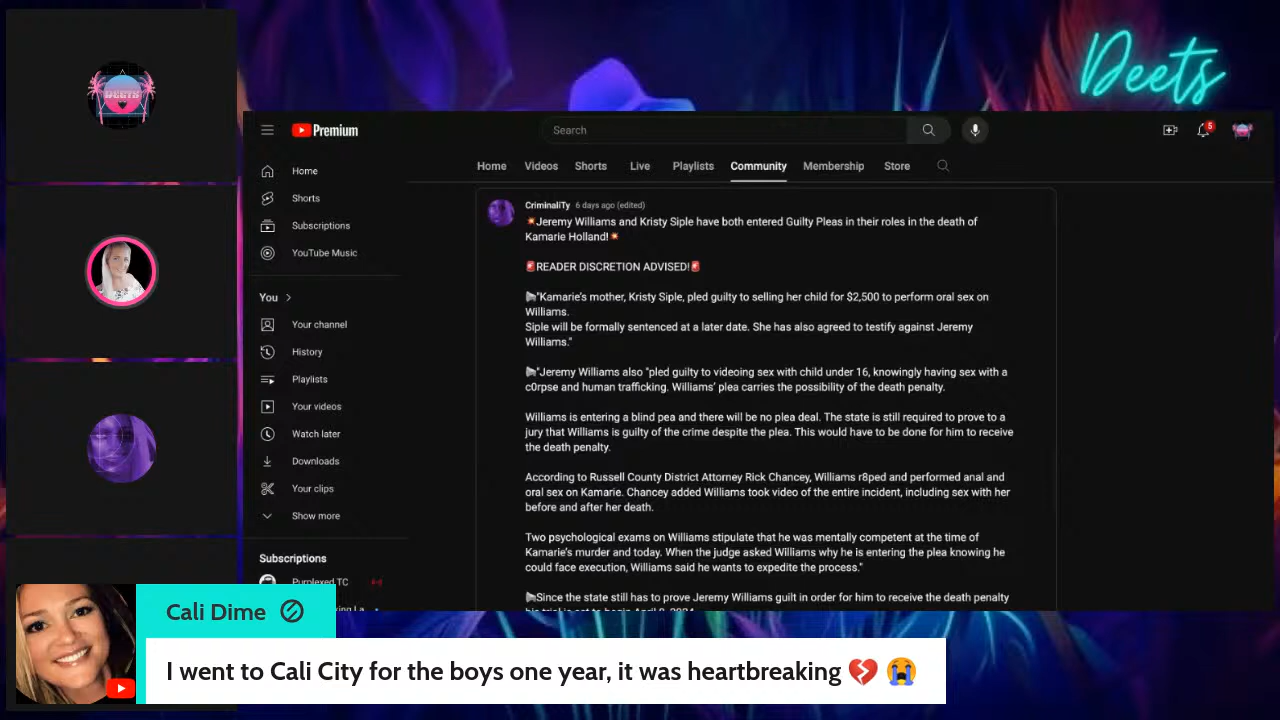 Deets
DEETS
Premium
Search
5
Home
Videos
Shorts
Live
Playlists
Community
Membership
Store
Home
Shorts
Subscriptions
YouTube Music
You
Your channel
History
Playlists
Your videos
Watch later
Downloads
Your clips
Show more
Subscriptions
Purplexed TC
CriminaliTy 6 days ago (edited)
💥Jeremy Williams and Kristy Siple have both entered Guilty Pleas in their roles in the death of
Kamarie Holland!💥
🚨READER DISCRETION ADVISED!🚨
"Kamarie's mother, Kristy Siple, pled guilty to selling her child for $2,500 to perform oral sex on
Williams.
Siple will be formally sentenced at a later date. She has also agreed to testify against Jeremy
Williams."
"Jeremy Williams also "pled guilty to videoing sex with child under 16, knowingly having sex with a
c0rpse and human trafficking. Williams' plea carries the possibility of the death penalty.
Williams is entering a blind pea and there will be no plea deal. The state is still required to prove to a
jury that Williams is guilty of the crime despite the plea. This would have to be done for him to receive
the death penalty.
According to Russell County District Attorney Rick Chancey, Williams r8ped and performed anal and
oral sex on Kamarie. Chancey added Williams took video of the entire incident, including sex with her
before and after her death.
Two psychological exams on Williams stipulate that he was mentally competent at the time of
Kamarie's murder and today. When the judge asked Williams why he is entering the plea knowing he
could face execution, Williams said he wants to expedite the process."
Since the state still has to prove Jeremy Williams guilt in order for him to receive the death penalty
Cali Dime
I went to Cali City for the boys one year, it was heartbreaking 💔 😭